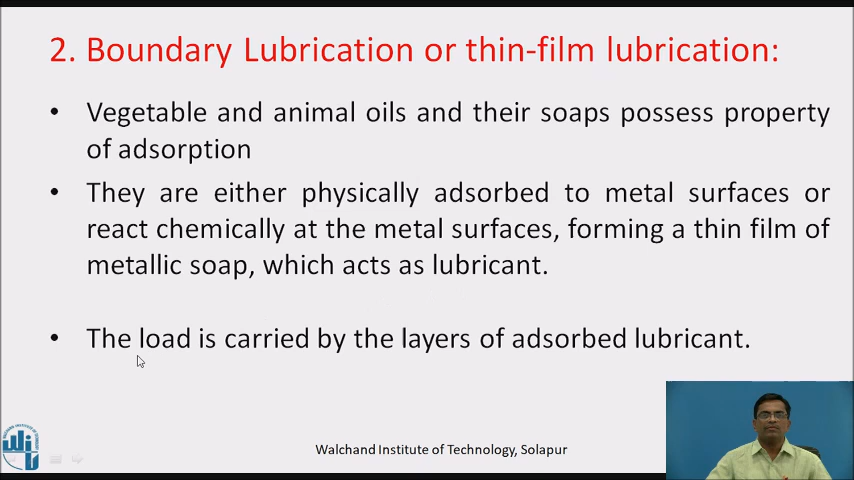 2. Boundary Lubrication or thin-film lubrication:
• Vegetable and animal oils and their soaps possess property
of adsorption
• They are either physically adsorbed to metal surfaces or
react chemically at the metal surfaces, forming a thin film of
metallic soap, which acts as lubricant.
• The load is carried by the layers of adsorbed lubricant.
Walchand Institute of Technology, Solapur